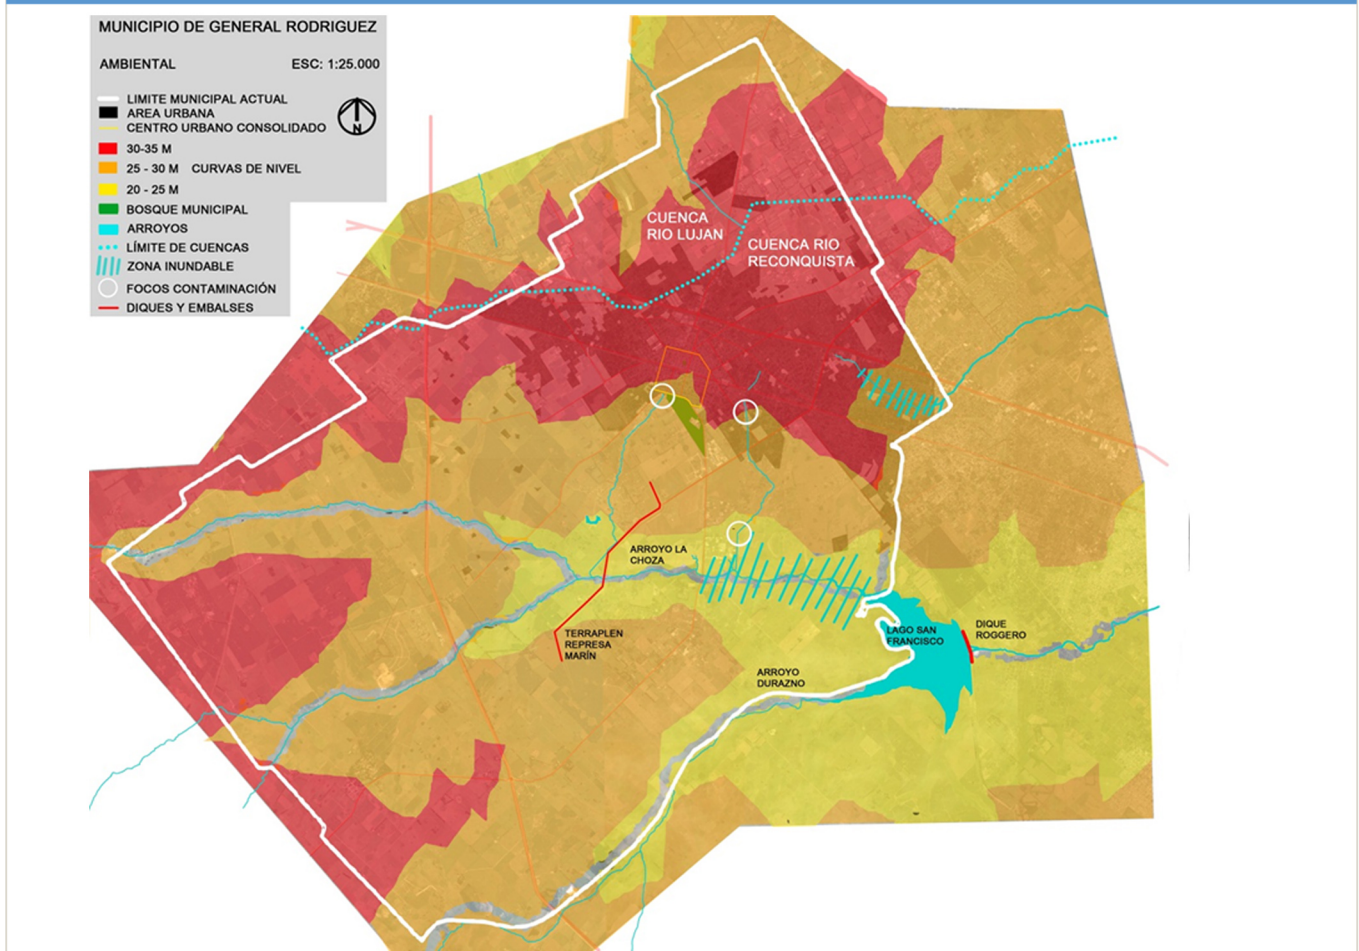 MUNICIPIO DE GENERAL RODRIGUEZ
AMBIENTAL ESC: 1:25.000
LIMITE MUNICIPAL ACTUAL
AREA URBANA
CENTRO URBANO CONSOLIDADO
N
30-35 M
25 - 30 M CURVAS DE NIVEL
20 - 25 M
BOSQUE MUNICIPAL
ARROYOS
LÍMITE DE CUENCAS
ZONA INUNDABLE
FOCOS CONTAMINACIÓN
DIQUES Y EMBALSES
CUENCA
RIO LUJAN
CUENCA RIO
RECONQUISTA
ARROYO LA
CHOZA
TERRAPLEN
REPRESA
MARÍN
LAGO SAN
FRANCISCO
DIQUE
ROGGERO
ARROYO
DURAZNO